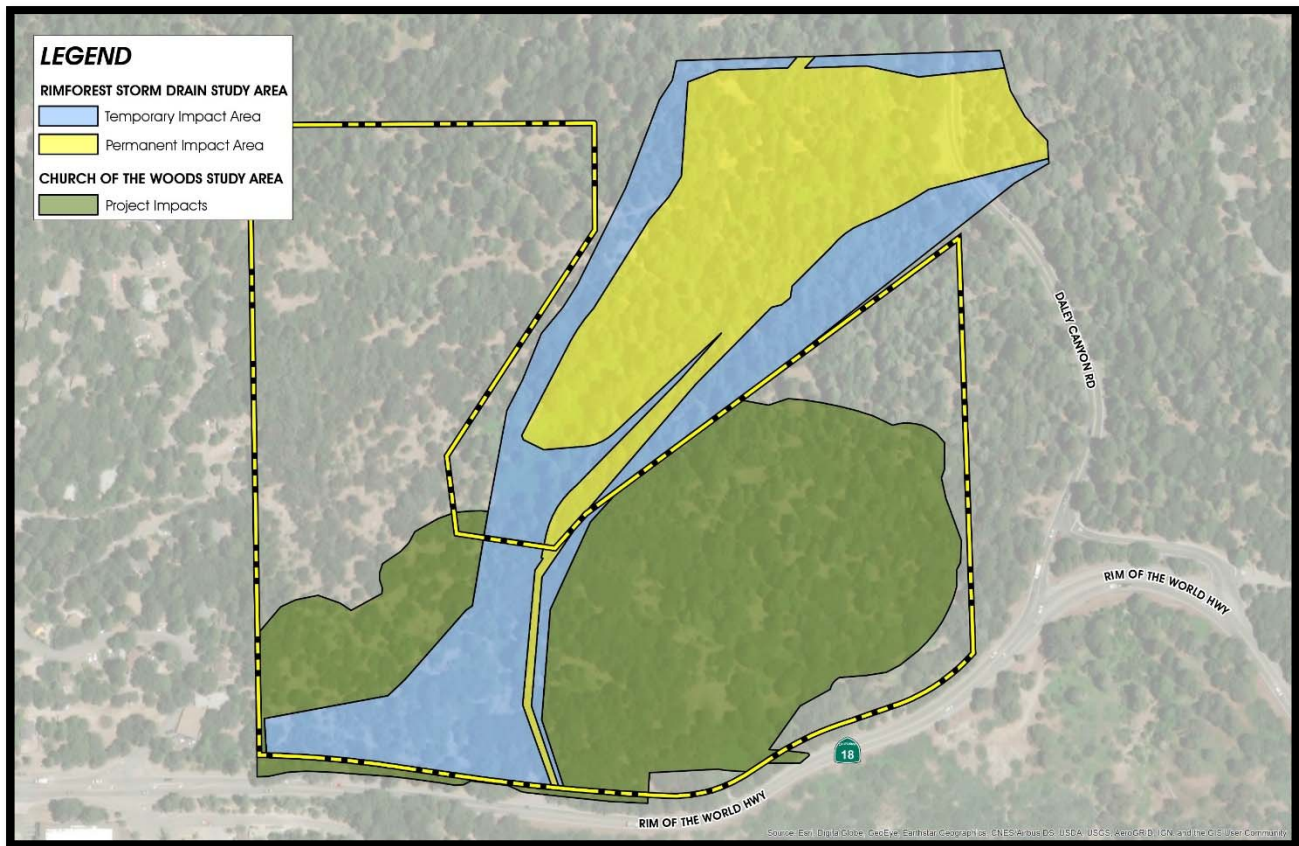 LEGEND
RIMFOREST STORM DRAIN STUDY AREA
Temporary Impact Area
Permanent Impact Area
CHURCH OF THE WOODS STUDY AREA
Project Impacts
DALEY CANYON RD
RIM OF THE WORLD HWY
18
RIM OF THE WORLD HWY
Source: Esri, DigitalGlobe, GeoEye, Earthstar Geographics, CNES/Airbus DS, USDA, USGS, AeroGRID, IGN, and the GIS User Community